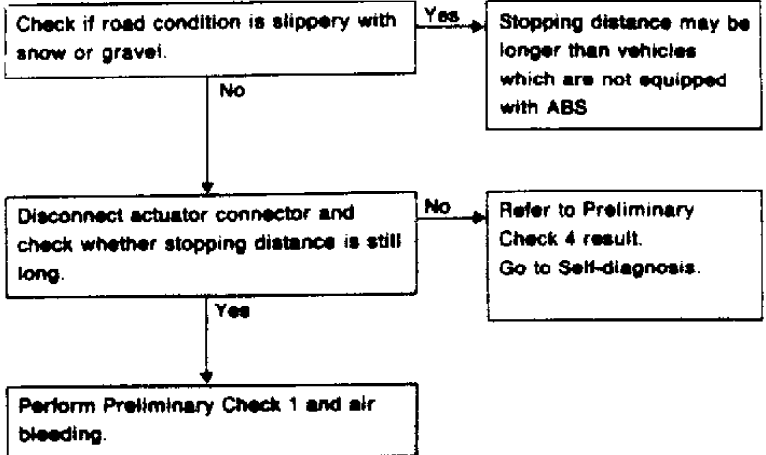 Check if road condition is slippery with
snow or gravel.
Yes
Stopping distance may be
longer than vehicles
which are not equipped
with ABS
No
Disconnect actuator connector and
check whether stopping distance is still
long.
No
Refer to Preliminary
Check 4 result.
Go to Self-diagnosis.
Yes
Perform Preliminary Check 1 and air
bleeding.